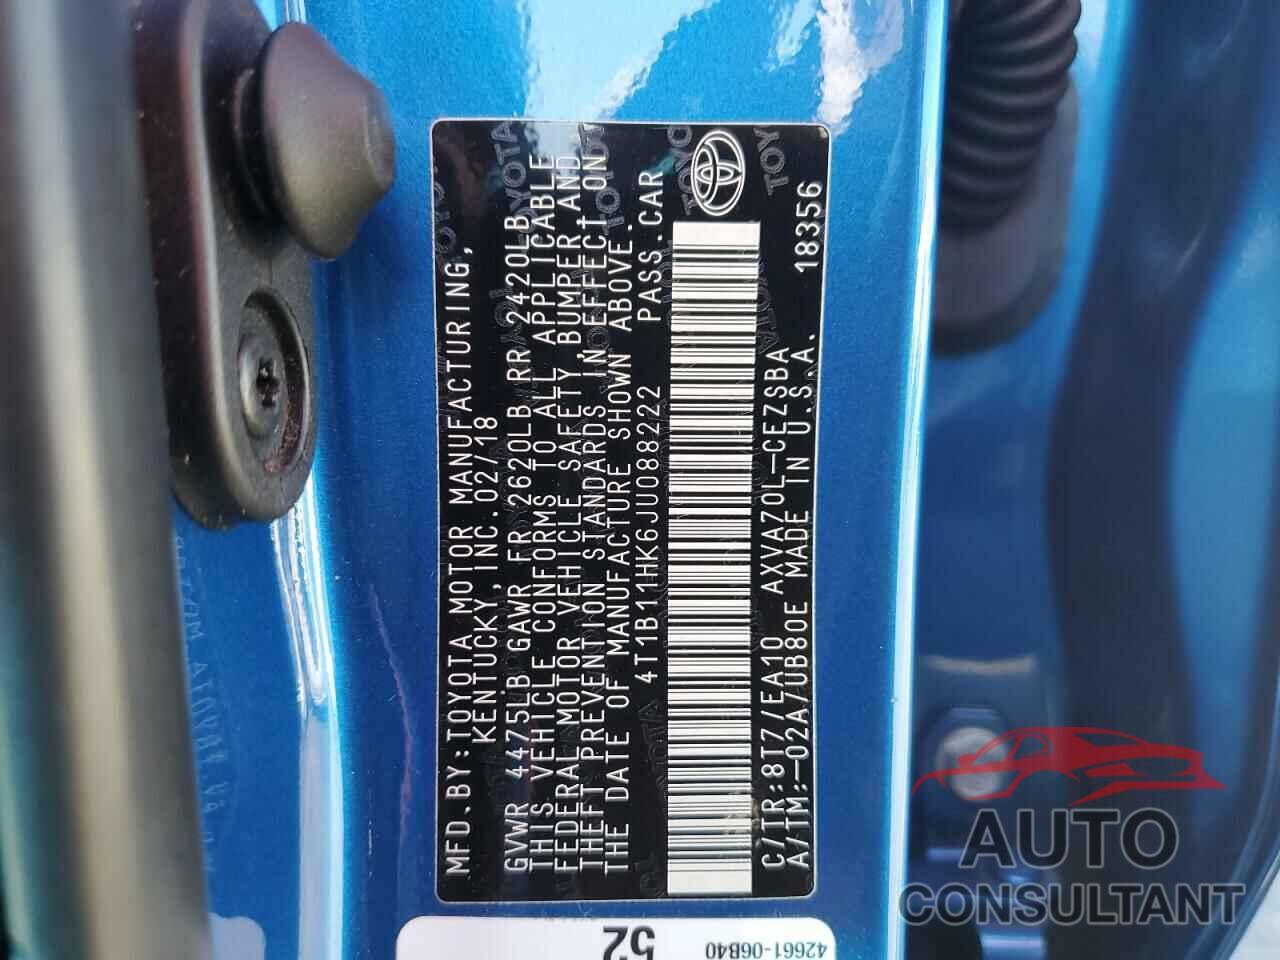 MFD.BY:TOYOTA MOTOR MANUFACTURING,
KENTUCKY, INC. 02/18
GVWR 4475LB GAWR FR 2620LB RR 2420LB
THIS VEHICLE CONFORMS TO ALL APPLICABLE
FEDERAL MOTOR VEHICLE SAFETY, BUMPER, AND
THEFT PREVENTION STANDARDS IN EFFECT ON
THE DATE OF MANUFACTURE SHOWN ABOVE.
4T1B11HK6JU088222 PASS.CAR
C/TR:8T7/EA10 AXVA70L-CEZSBA 18356
A/TM:-02A/UB80E MADE IN U.S.A.
52
42661-06B40
AUTO
CONSULTANT